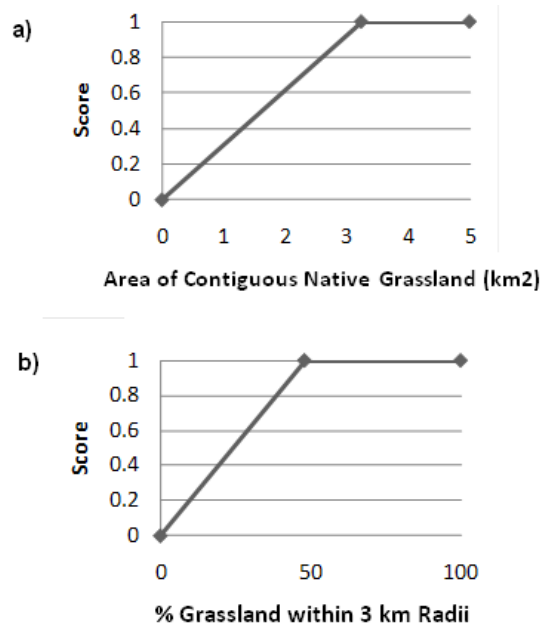 a)
Score
1
0.8
0.6
0.4
0.2
0
0 1 2 3 4 5
Area of Contiguous Native Grassland (km2)
b)
Score
1
0.8
0.6
0.4
0.2
0
0 50 100
% Grassland within 3 km Radii